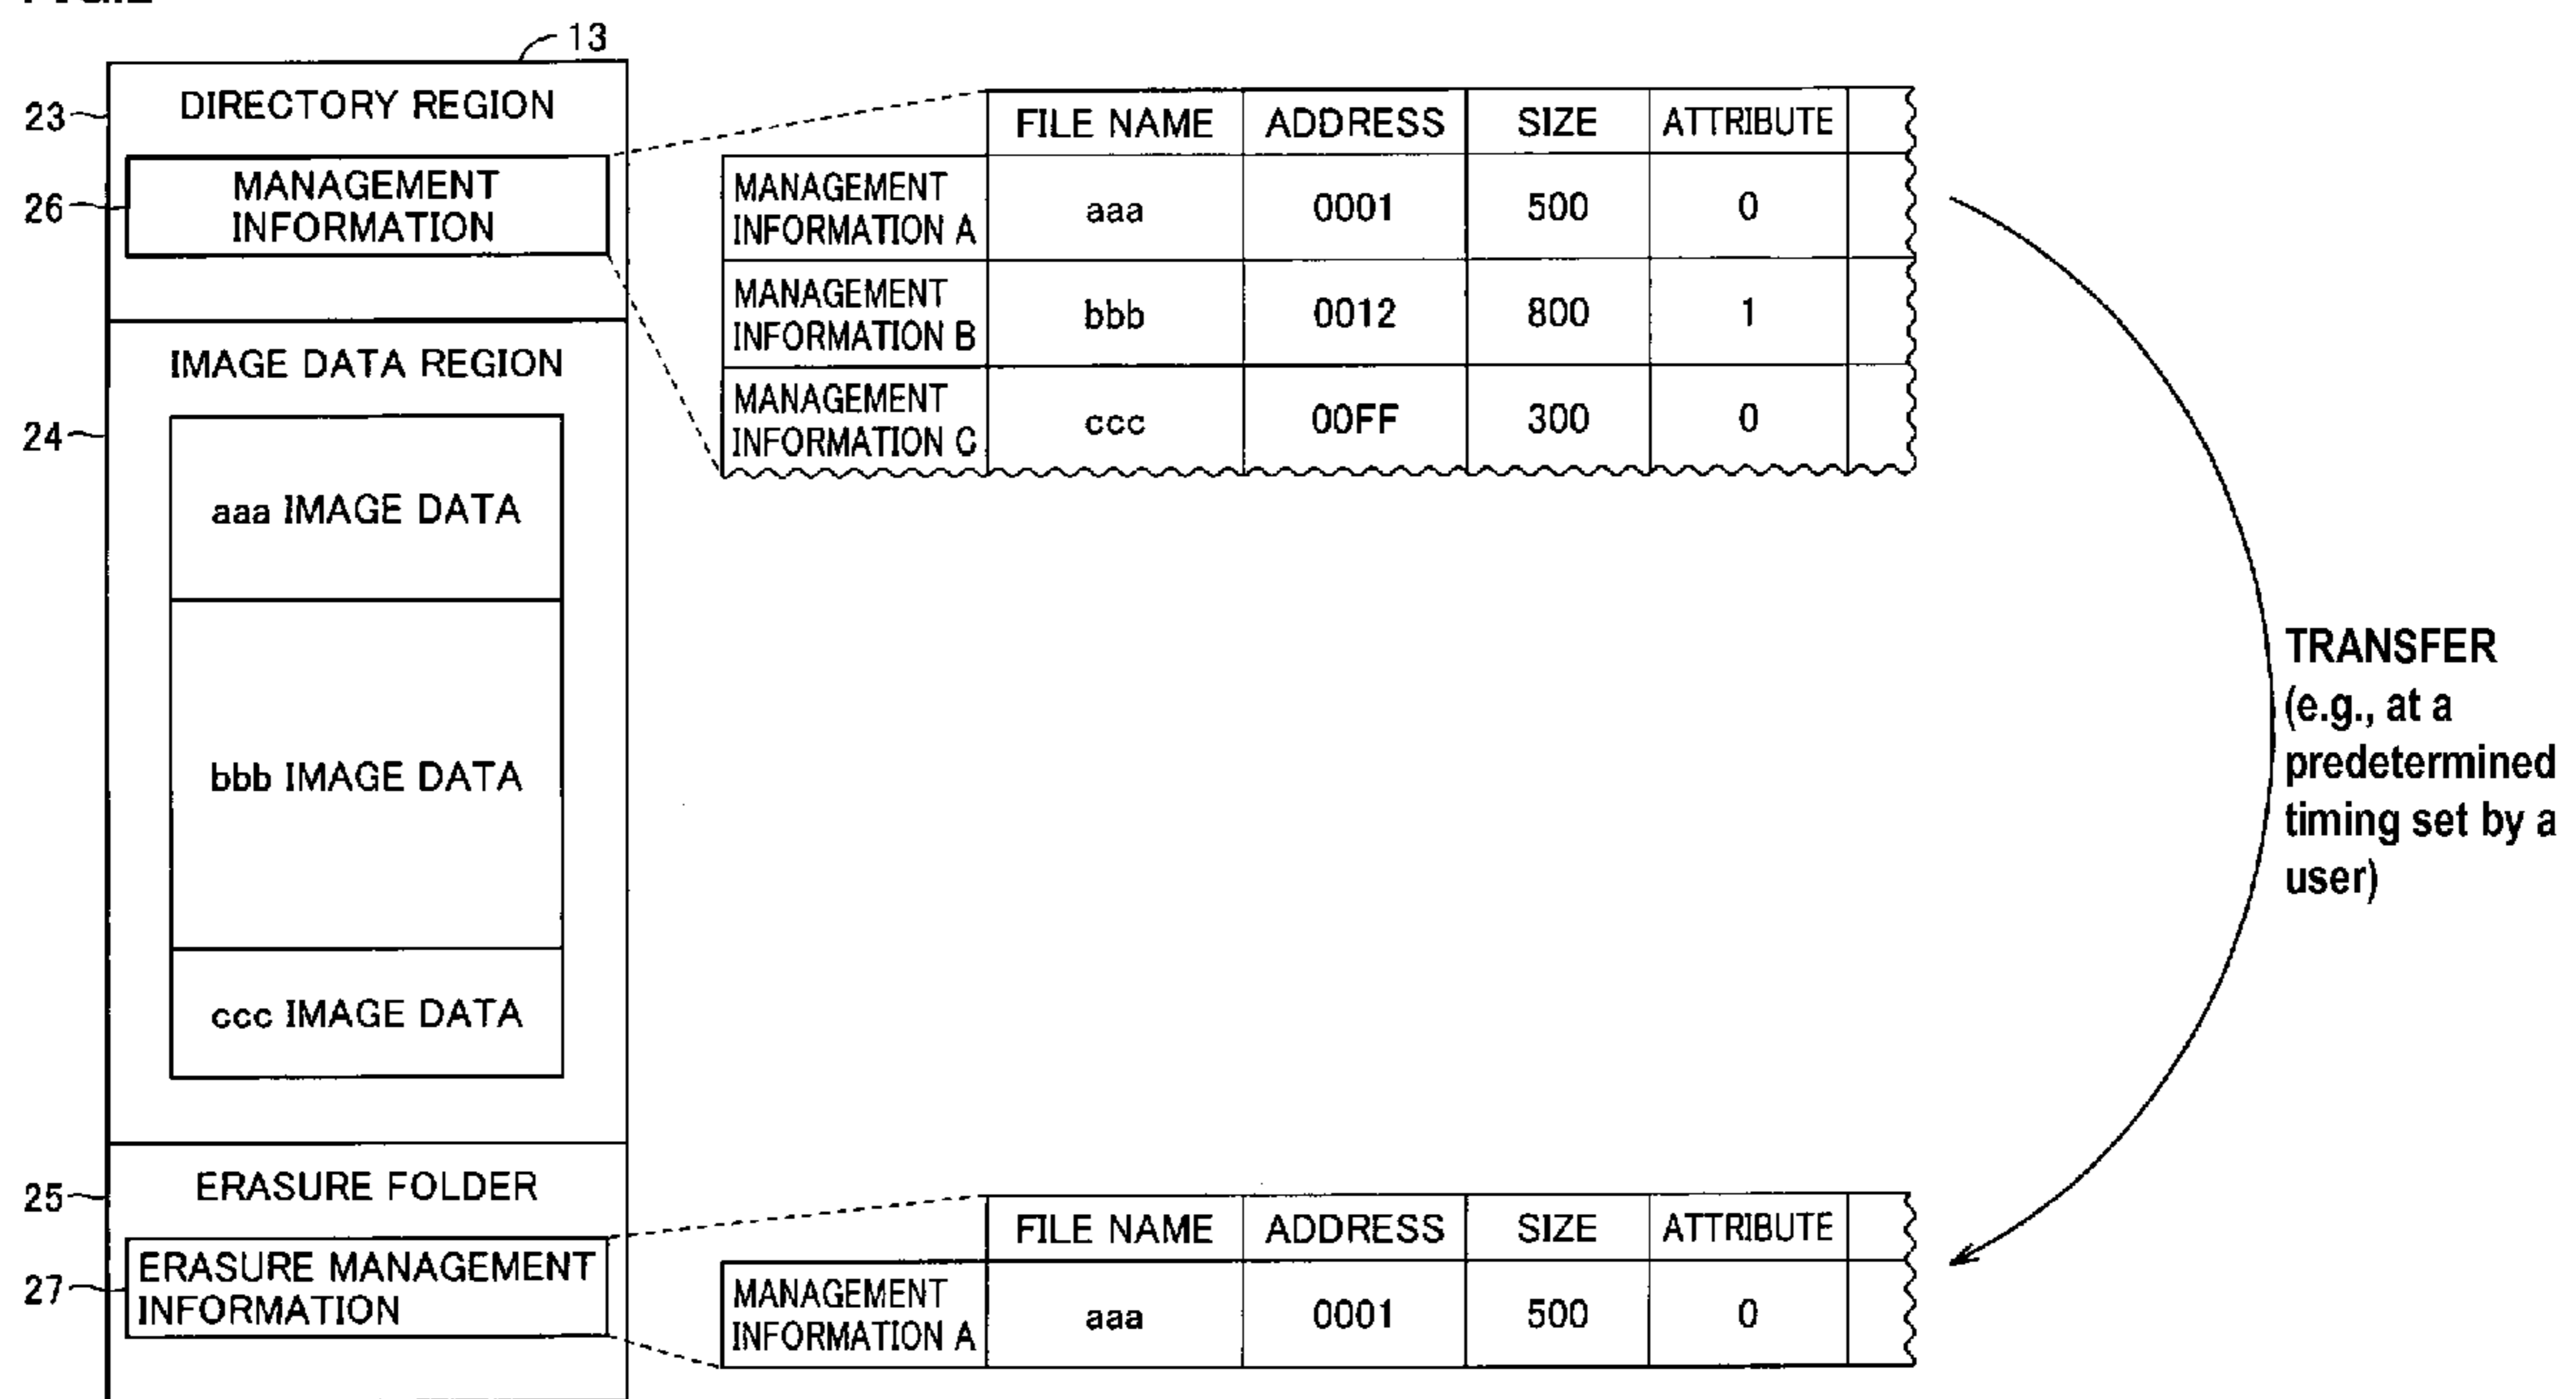 13
23
DIRECTORY REGION
26
MANAGEMENT
INFORMATION
FILE NAME ADDRESS SIZE ATTRIBUTE
MANAGEMENT
INFORMATION A aaa 0001 500 0
MANAGEMENT
INFORMATION B bbb 0012 800 1
MANAGEMENT
INFORMATION C ccc 00FF 300 0
24
IMAGE DATA REGION
aaa IMAGE DATA
bbb IMAGE DATA
ccc IMAGE DATA
TRANSFER
(e.g., at a
predetermined
timing set by a
user)
25
ERASURE FOLDER
27
ERASURE MANAGEMENT
INFORMATION
FILE NAME ADDRESS SIZE ATTRIBUTE
MANAGEMENT
INFORMATION A aaa 0001 500 0